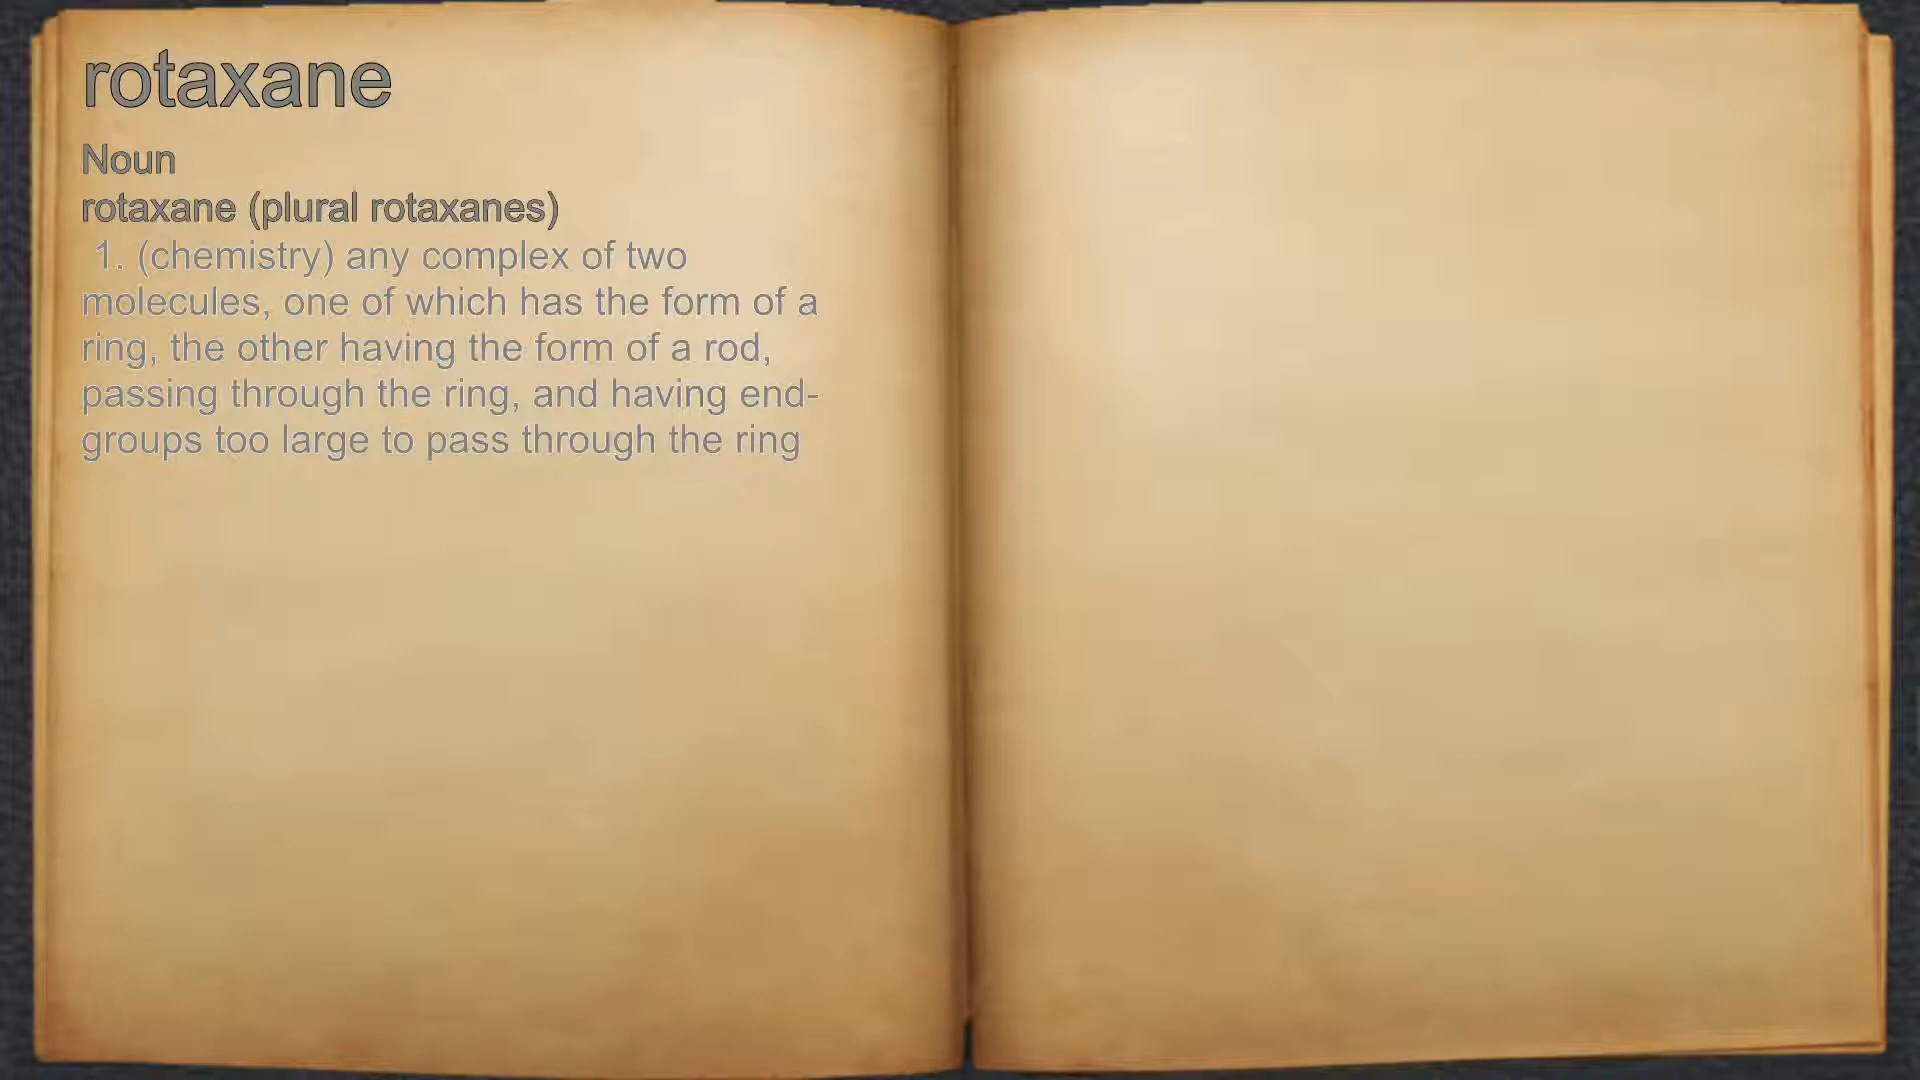 rotaxane
Noun
rotaxane (plural rotaxanes)
1. (chemistry) any complex of two
molecules, one of which has the form of a
ring, the other having the form of a rod,
passing through the ring, and having end-
groups too large to pass through the ring